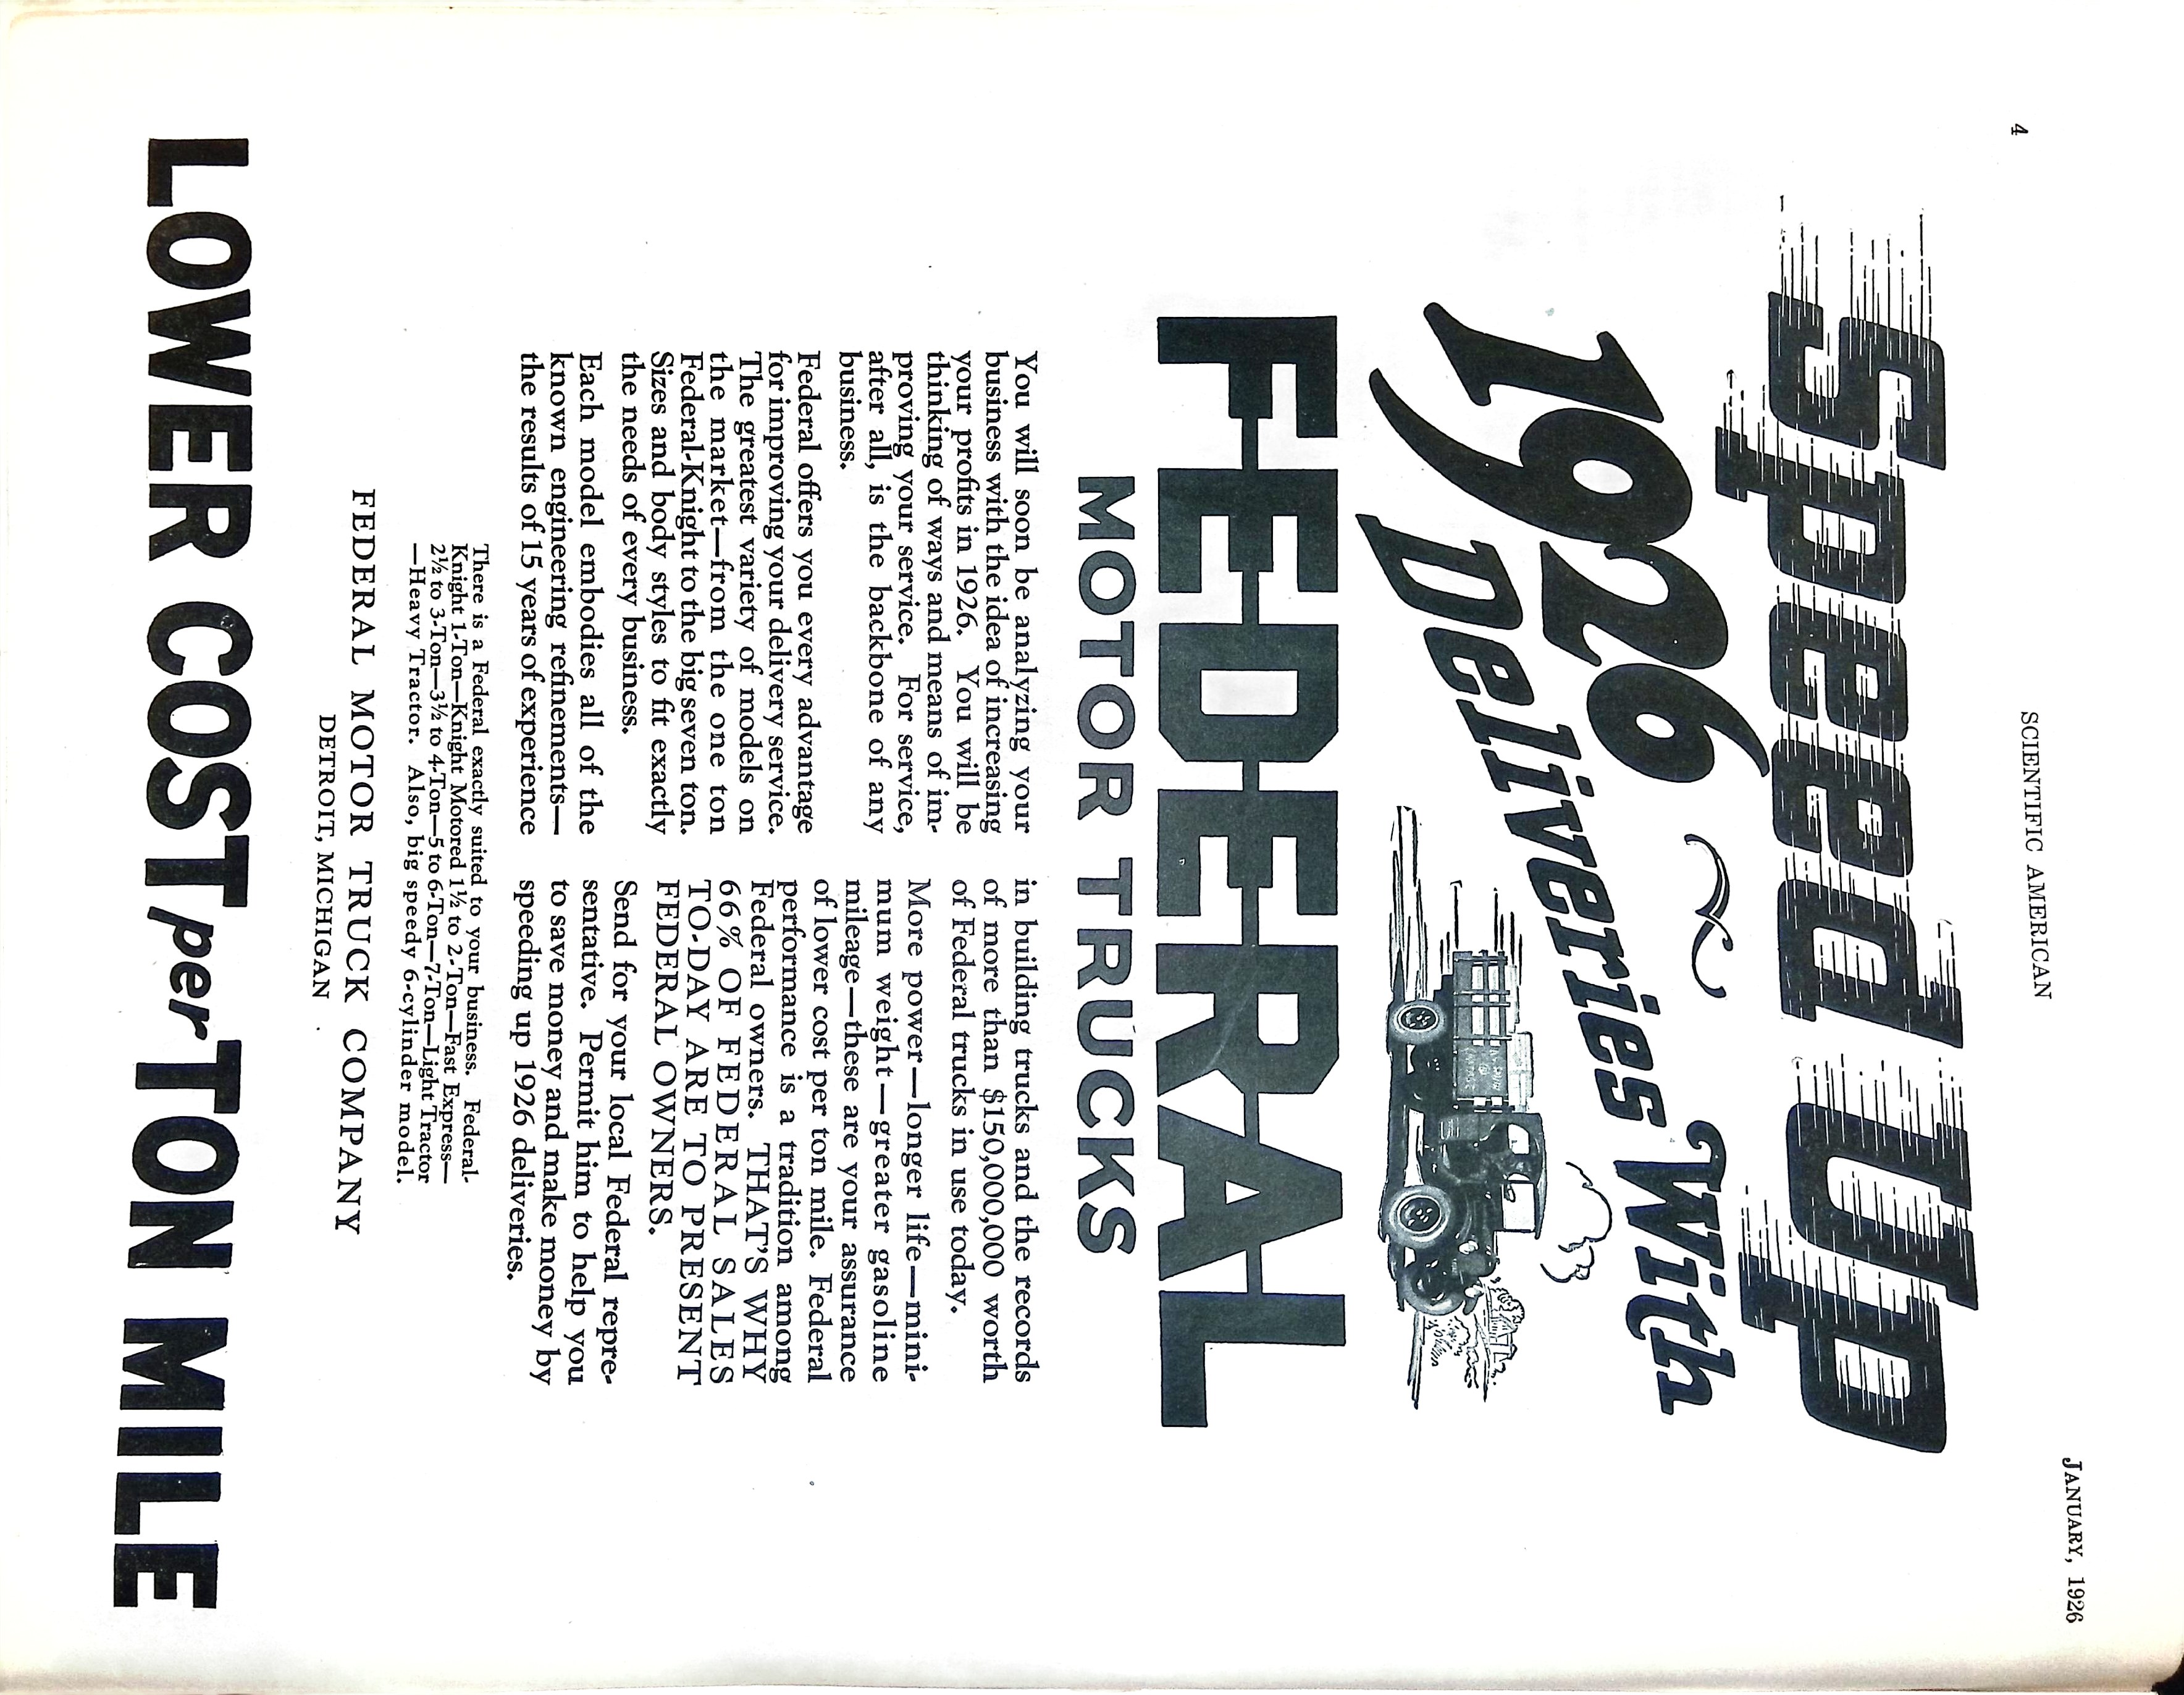 4
SCIENTIFIC AMERICAN
JANUARY, 1926
Speed Up
1926
Deliveries With
FEDERAL
MOTOR TRUCKS
You will soon be analyzing your
business with the idea of increasing
your profits in 1926. You will be
thinking of ways and means of im-
proving your service. For service,
after all, is the backbone of any
business.
Federal offers you every advantage
for improving your delivery service.
The greatest variety of models on
the market—from the one ton
Federal-Knight to the big seven ton.
Sizes and body styles to fit exactly
the needs of every business.
Each model embodies all of the
known engineering refinements—
the results of 15 years of experience
in building trucks and the records
of more than $150,000,000 worth
of Federal trucks in use today.
More power—longer life—mini-
mum weight—greater gasoline
mileage—these are your assurance
of lower cost per ton mile. Federal
performance is a tradition among
Federal owners. THAT'S WHY
66% OF FEDERAL SALES
TO-DAY ARE TO PRESENT
FEDERAL OWNERS.
Send for your local Federal repre-
sentative. Permit him to help you
to save money and make money by
speeding up 1926 deliveries.
There is a Federal exactly suited to your business. Federal-
Knight 1-Ton—Knight Motored 1½ to 2-Ton—Fast Express—
2½ to 3-Ton—3½ to 4-Ton—5 to 6-Ton—7-Ton—Light Tractor
—Heavy Tractor. Also, big speedy 6-cylinder model.
FEDERAL MOTOR TRUCK COMPANY
DETROIT, MICHIGAN
LOWER COST per TON MILE